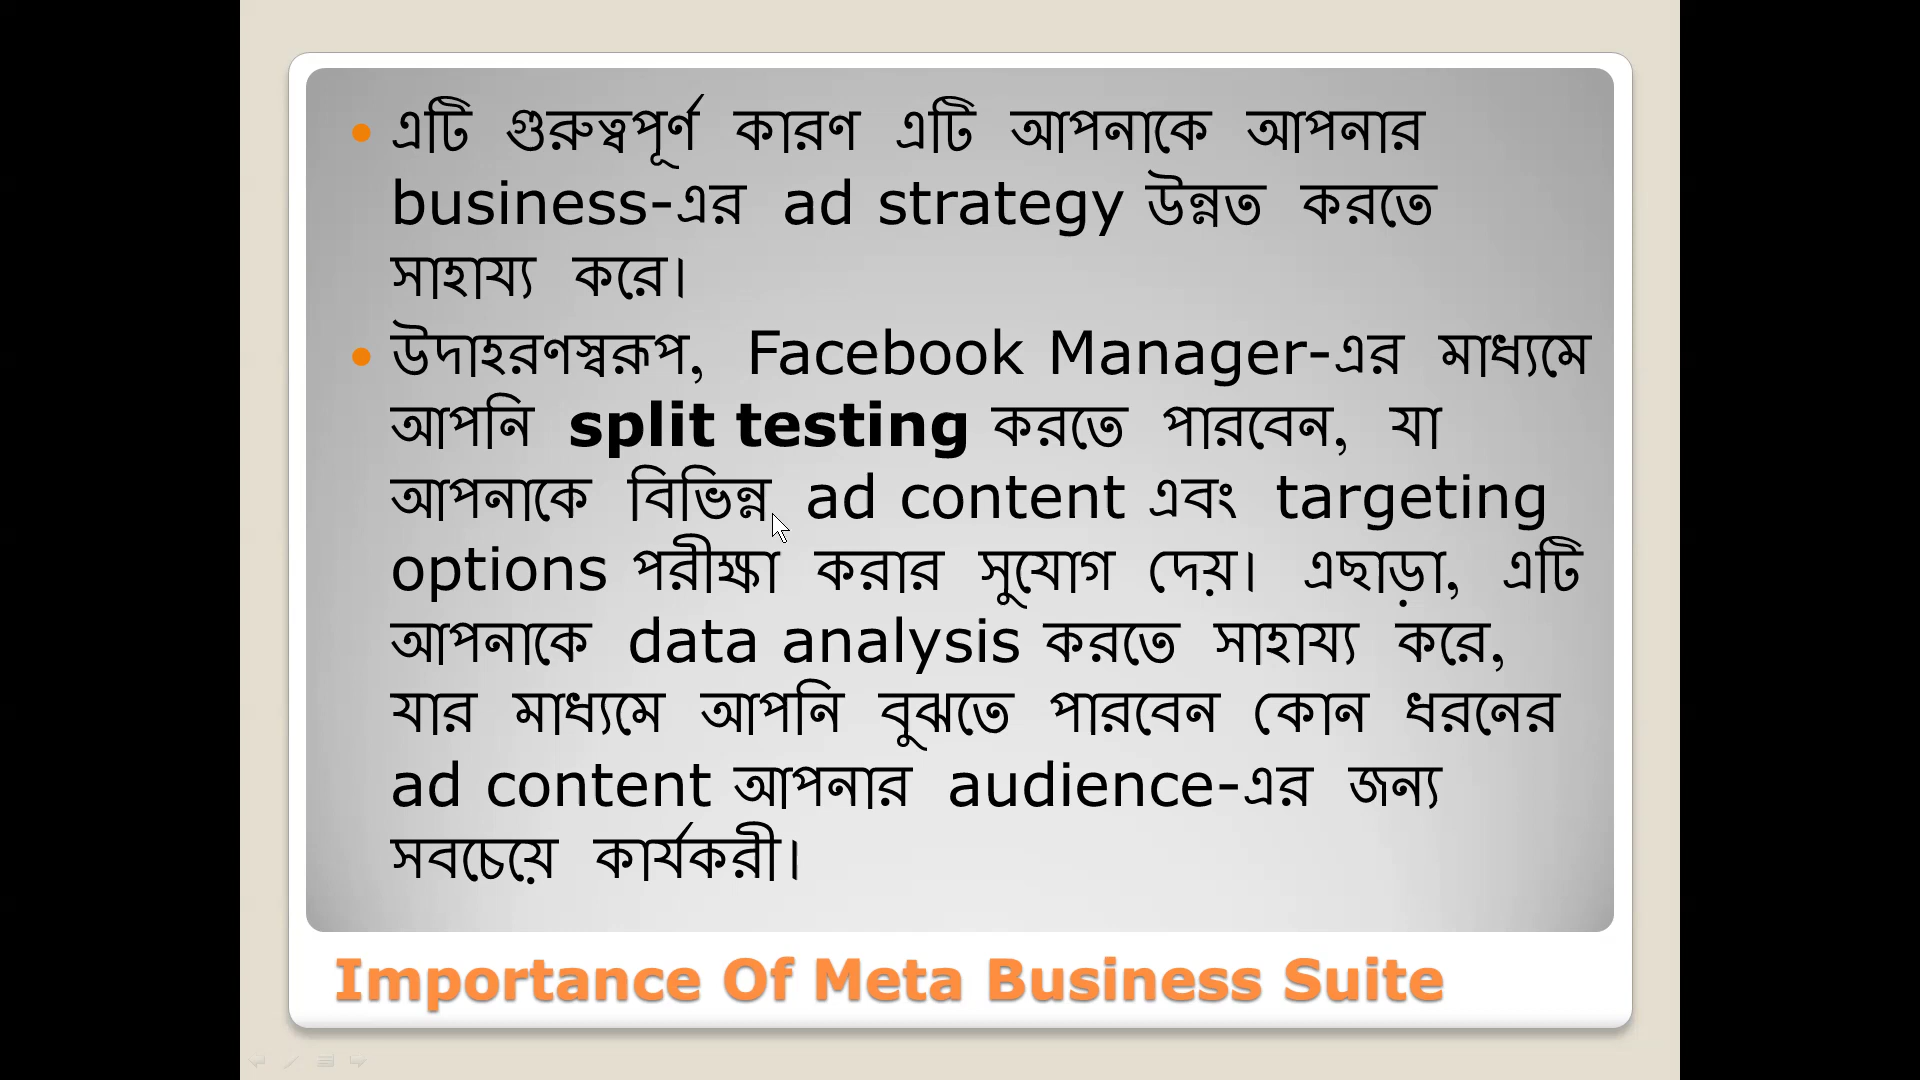 এটি গুরুত্বপূর্ণ কারণ এটি আপনাকে আপনার
business-এর ad strategy উন্নত করতে
সাহায্য করে।
উদাহরণস্বরূপ, Facebook Manager-এর মাধ্যমে
আপনি split testing করতে পারবেন, যা
আপনাকে বিভিন্ন ad content এবং targeting
options পরীক্ষা করার সুযোগ দেয়। এছাড়া, এটি
আপনাকে data analysis করতে সাহায্য করে,
যার মাধ্যমে আপনি বুঝতে পারবেন কোন ধরনের
ad content আপনার audience-এর জন্য
সবচেয়ে কার্যকরী।
Importance Of Meta Business Suite